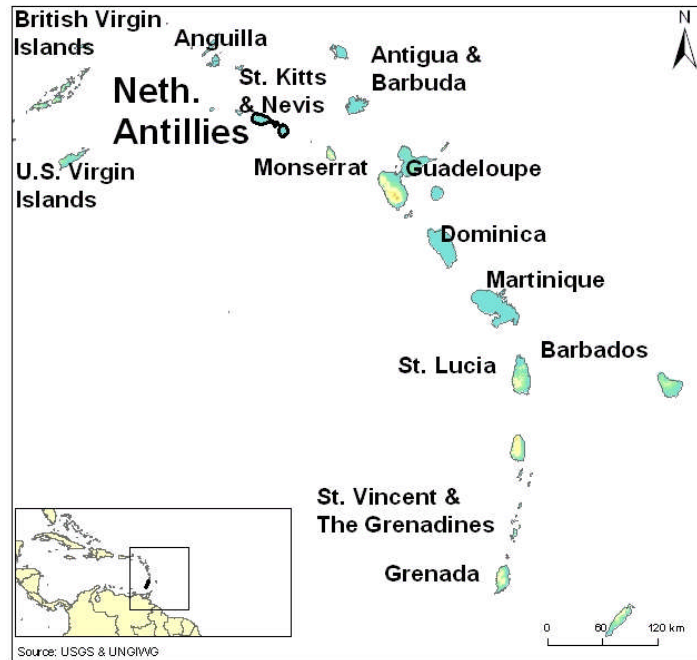 British Virgin
Islands
Anguilla
N
Antigua &
Barbuda
St. Kitts
& Nevis
Neth.
Antillies
Monserrat
Guadeloupe
U.S. Virgin
Islands
Dominica
Martinique
Barbados
St. Lucia
St. Vincent &
The Grenadines
Grenada
0 60 120 km
Source: USGS & UNGIWG